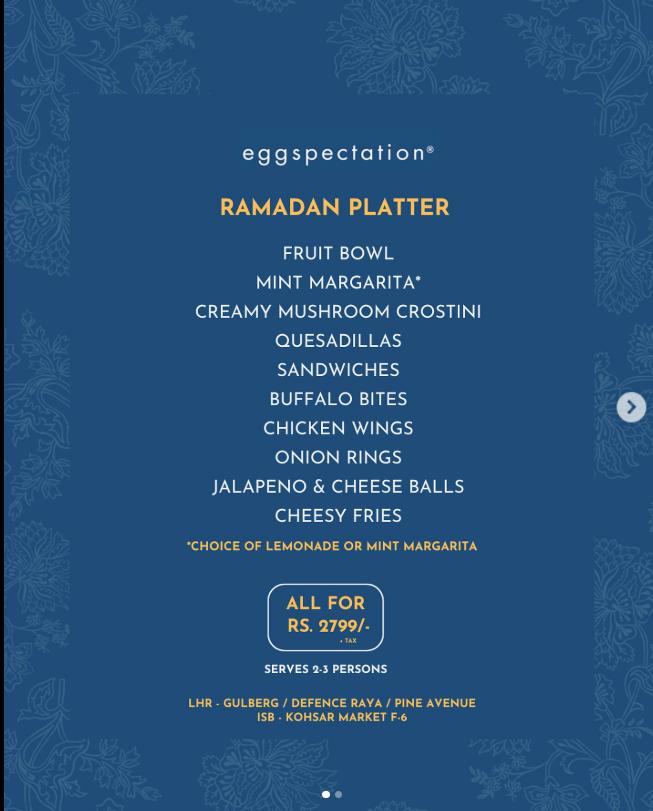 eggspectation®
RAMADAN PLATTER
FRUIT BOWL
MINT MARGARITA*
CREAMY MUSHROOM CROSTINI
QUESADILLAS
SANDWICHES
BUFFALO BITES
CHICKEN WINGS
ONION RINGS
JALAPENO & CHEESE BALLS
CHEESY FRIES
*CHOICE OF LEMONADE OR MINT MARGARITA
ALL FOR
RS. 2799/-
+ TAX
SERVES 2-3 PERSONS
LHR - GULBERG / DEFENCE RAYA / PINE AVENUE
ISB - KOHSAR MARKET F-6